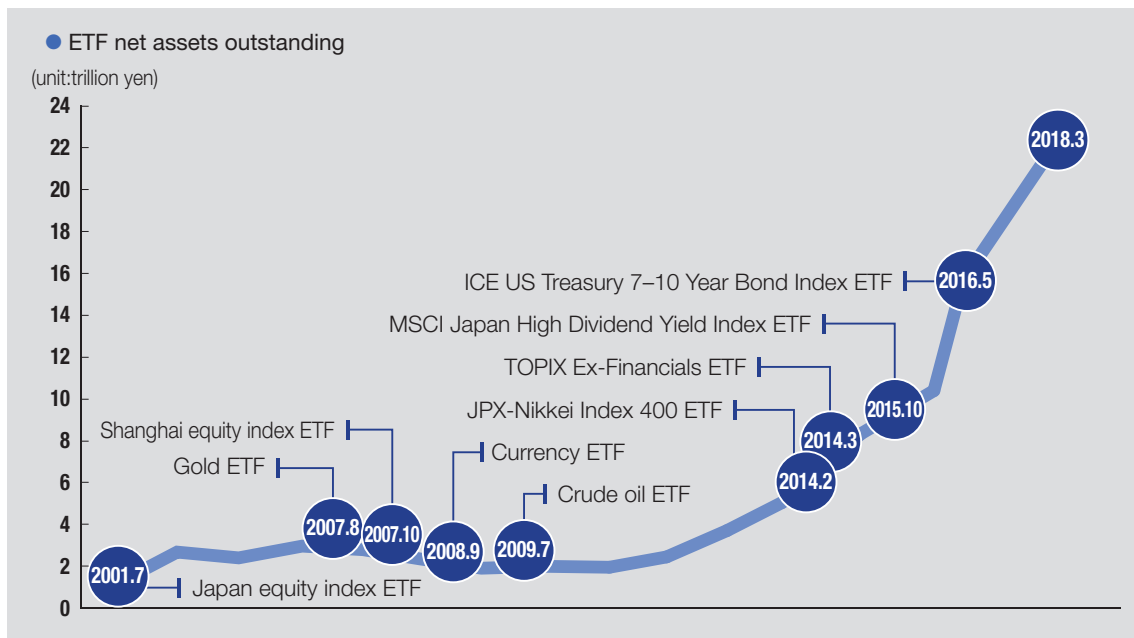 ETF net assets outstanding
(unit:trillion yen)
24
22
20
18
16
14
12
10
8
6
4
2
0
2018.3
ICE US Treasury 7–10 Year Bond Index ETF
2016.5
MSCI Japan High Dividend Yield Index ETF
2015.10
TOPIX Ex-Financials ETF
2014.3
JPX-Nikkei Index 400 ETF
2014.2
Shanghai equity index ETF
2007.10
Gold ETF
2007.8
Currency ETF
2008.9
Crude oil ETF
2009.7
2001.7
Japan equity index ETF